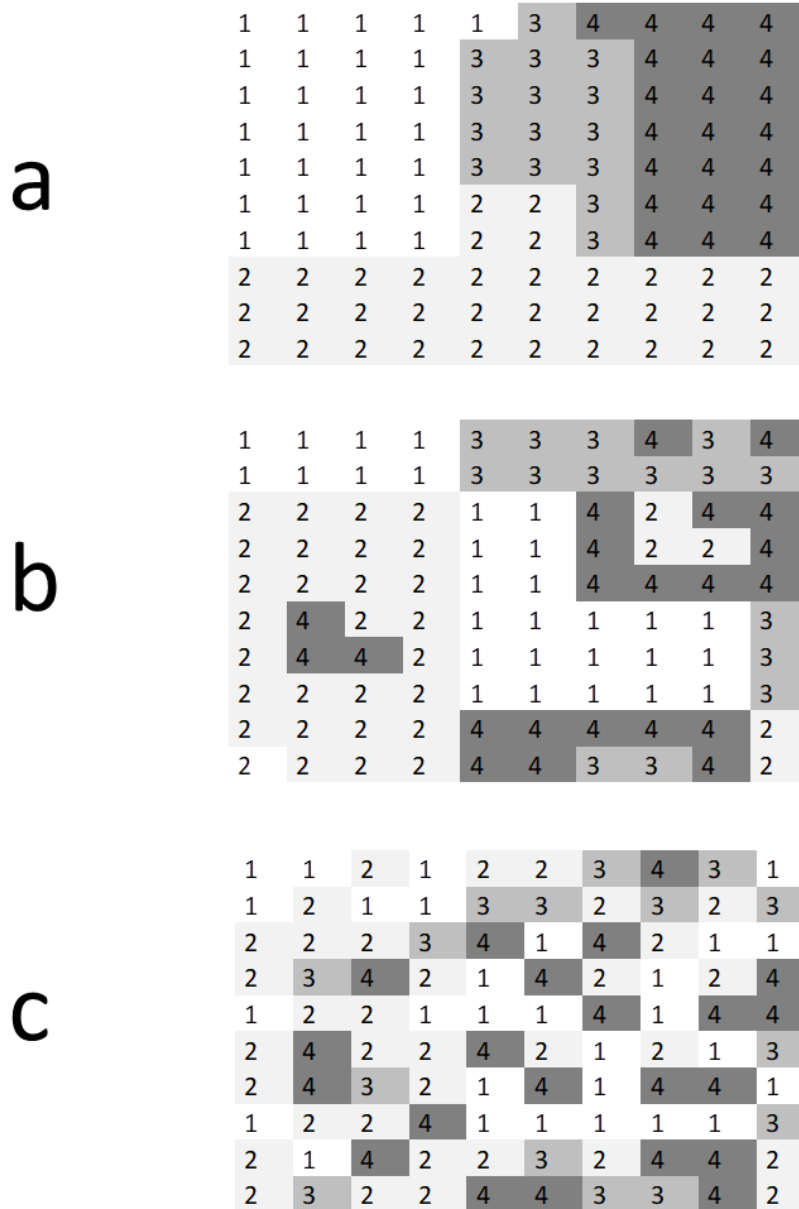 a
1 1 1 1 1 3 4 4 4 4
1 1 1 1 3 3 3 4 4 4
1 1 1 1 3 3 3 4 4 4
1 1 1 1 3 3 3 4 4 4
1 1 1 1 3 3 3 4 4 4
1 1 1 1 2 2 3 4 4 4
1 1 1 1 2 2 3 4 4 4
2 2 2 2 2 2 2 2 2 2
2 2 2 2 2 2 2 2 2 2
2 2 2 2 2 2 2 2 2 2
b
1 1 1 1 3 3 3 4 3 4
1 1 1 1 3 3 3 3 3 3
2 2 2 2 1 1 4 2 4 4
2 2 2 2 1 1 4 2 2 4
2 2 2 2 1 1 4 4 4 4
2 4 2 2 1 1 1 1 1 3
2 4 4 2 1 1 1 1 1 3
2 2 2 2 1 1 1 1 1 3
2 2 2 2 4 4 4 4 4 2
2 2 2 2 4 4 3 3 4 2
c
1 1 2 1 2 2 3 4 3 1
1 2 1 1 3 3 2 3 2 3
2 2 2 3 4 1 4 2 1 1
2 3 4 2 1 4 2 1 2 4
1 2 2 1 1 1 4 1 4 4
2 4 2 2 4 2 1 2 1 3
2 4 3 2 1 4 1 4 4 1
1 2 2 4 1 1 1 1 1 3
2 1 4 2 2 3 2 4 4 2
2 3 2 2 4 4 3 3 4 2